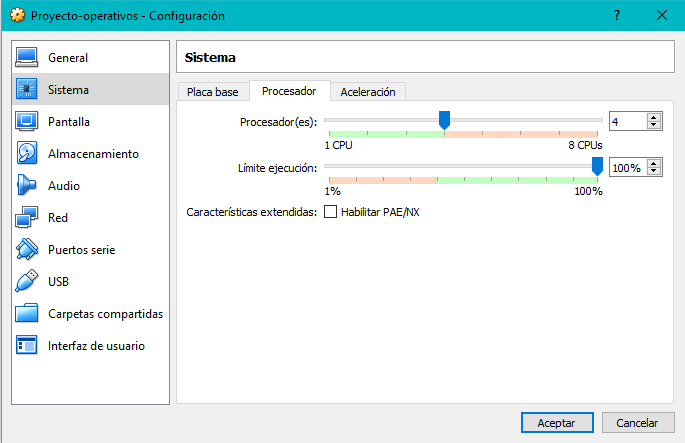 Proyecto-operativos - Configuración
?
General
Sistema
Pantalla
Almacenamiento
Audio
Red
Puertos serie
USB
Carpetas compartidas
Interfaz de usuario
Sistema
Placa base Procesador Aceleración
Procesador(es): 4
1 CPU 8 CPUs
Límite ejecución: 100%
1% 100%
Características extendidas: Habilitar PAE/NX
Aceptar Cancelar